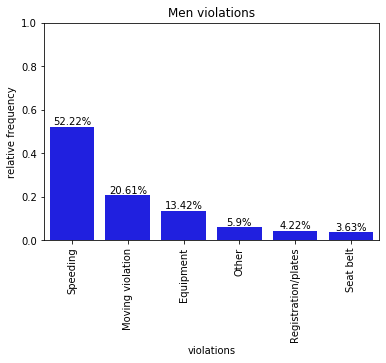 Men violations
relative frequency
1.0
0.8
0.6
0.4
0.2
0.0
52.22%
20.61%
13.42%
5.9%
4.22%
3.63%
Speeding
Moving violation
Equipment
Other
Registration/plates
Seat belt
violations